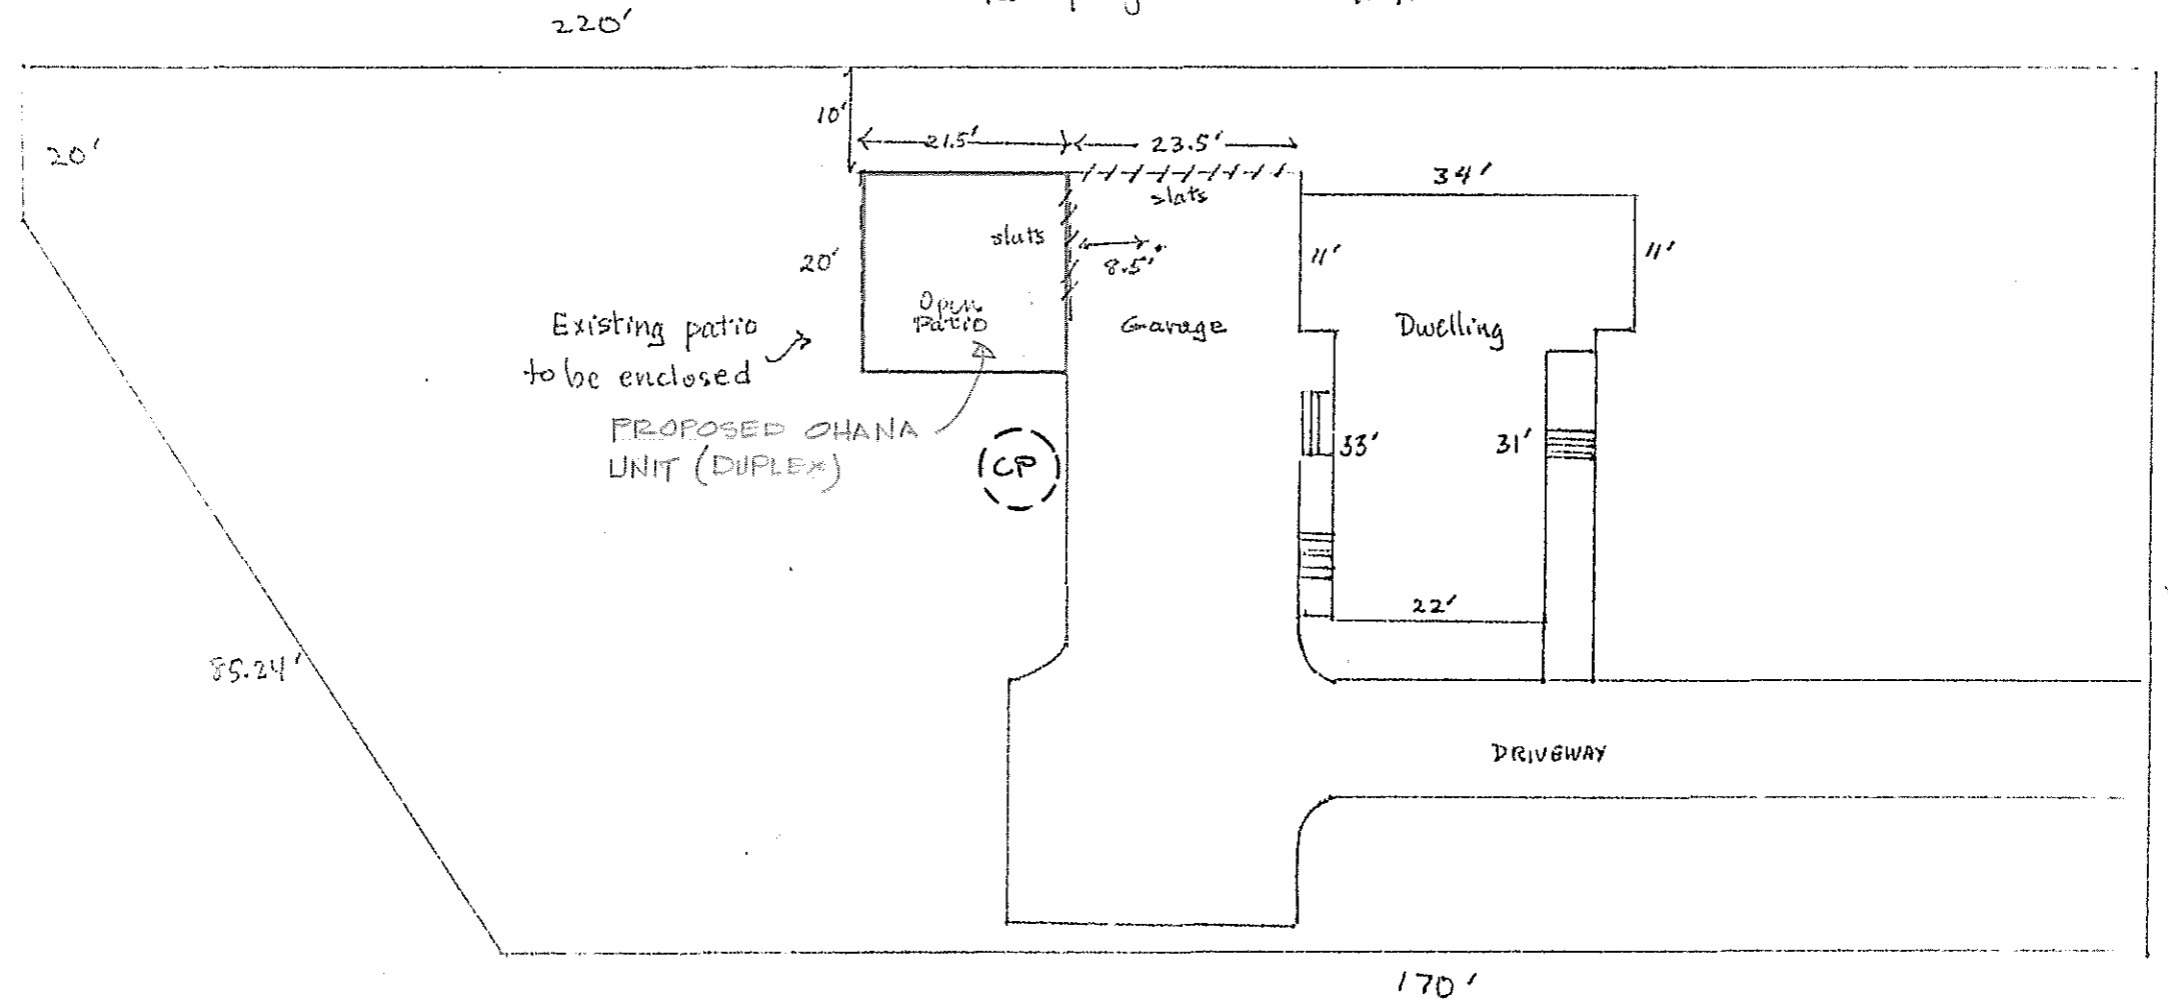 220'
20'
10'
21.5'
23.5'
34'
slats
slats
8.5'
20'
11'
11'
Open
Patio
Garage
Dwelling
Existing patio
to be enclosed
PROPOSED OHANA
UNIT (DUPLEX)
CP
33'
31'
22'
85.24'
DRIVEWAY
170'